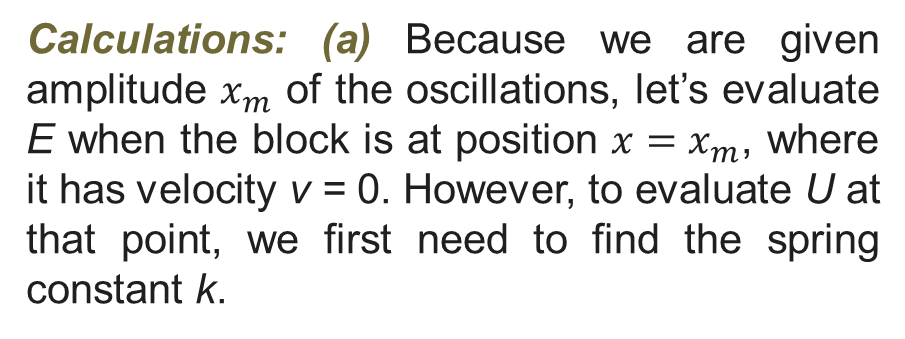 Calculations: (a) Because we are given
amplitude xₘ of the oscillations, let’s evaluate
E when the block is at position x = xₘ, where
it has velocity v = 0. However, to evaluate U at
that point, we first need to find the spring
constant k.